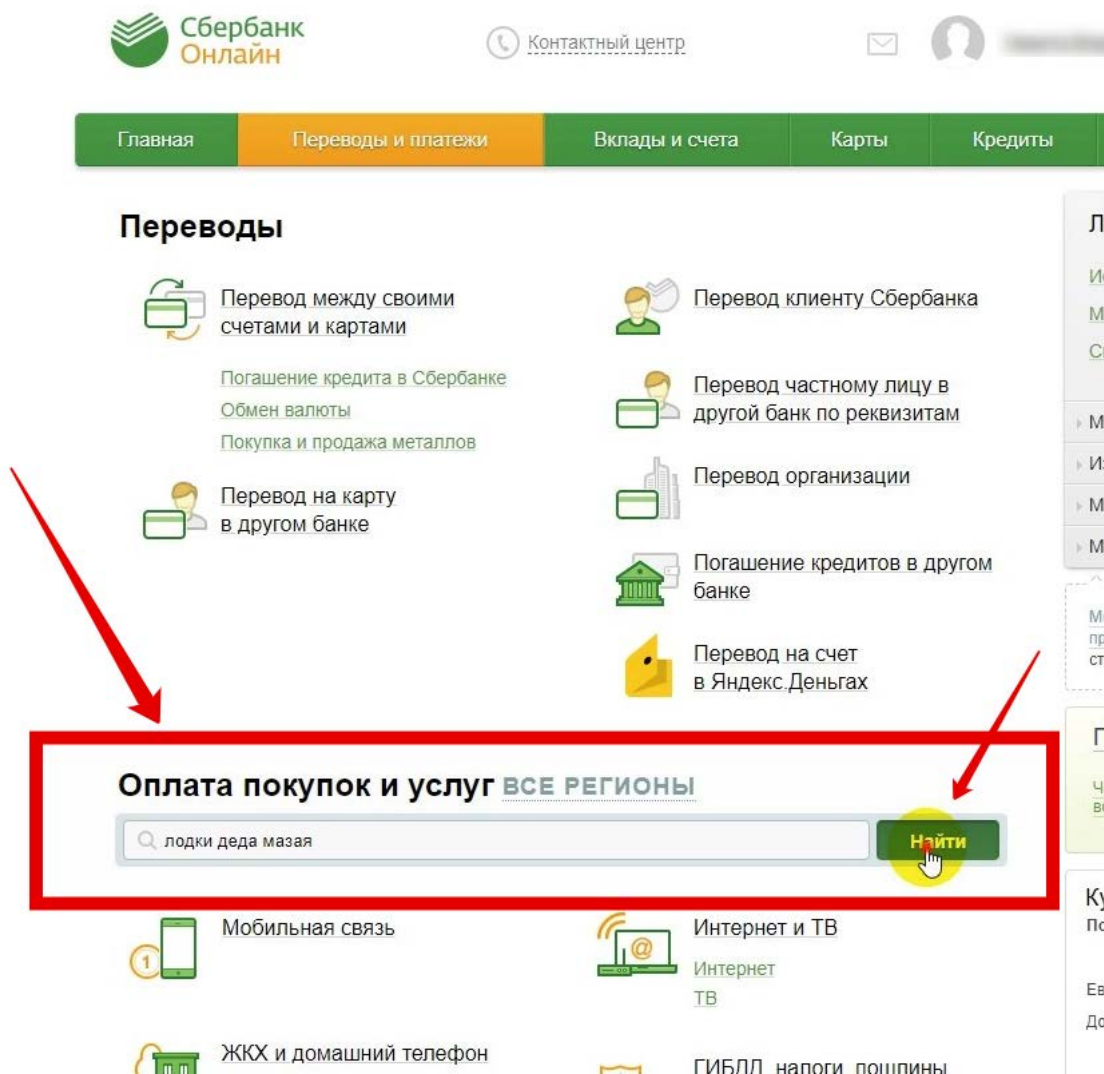 Сбербанк
Онлайн
Контактный центр
Главная
Переводы и платежи
Вклады и счета
Карты
Кредиты
Переводы
Перевод между своими
счетами и картами
Погашение кредита в Сбербанке
Обмен валюты
Покупка и продажа металлов
Перевод на карту
в другом банке
Перевод клиенту Сбербанка
Перевод частному лицу в
другой банк по реквизитам
Перевод организации
Погашение кредитов в другом
банке
Перевод на счет
в Яндекс.Деньгах
Оплата покупок и услуг ВСЕ РЕГИОНЫ
лодки деда мазая
Найти
Мобильная связь
1
Интернет и ТВ
@
Интернет
ТВ
ЖКХ и домашний телефон
ГИБДД, налоги, пошлины